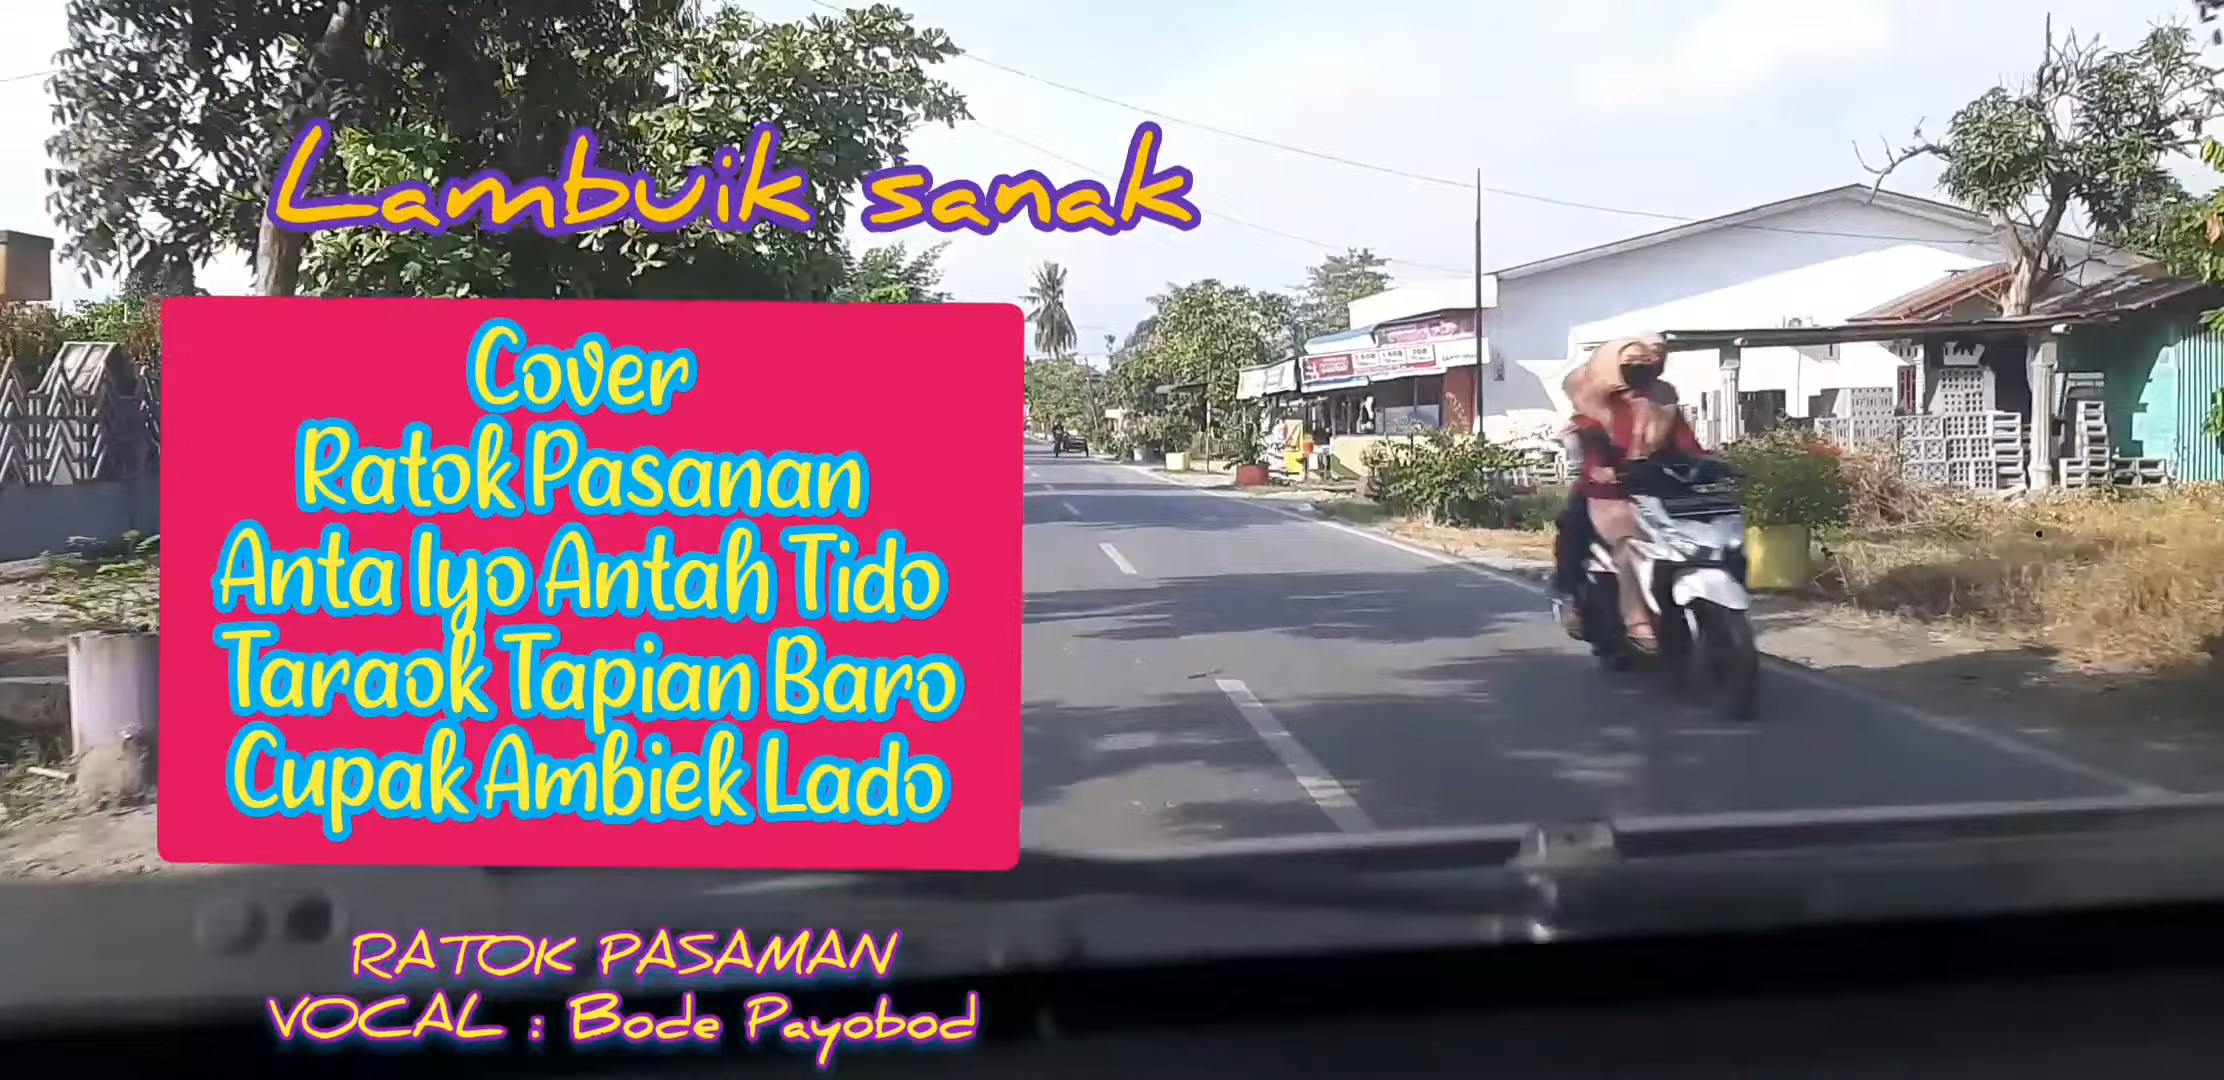 Lambuik sanak
Cover
Ratok Pasanan
Anta Iyo Antah Tido
Taraok Tapian Baro
Cupak Ambiek Lado
RATOK PASAMAN
VOCAL : Bode Payobod